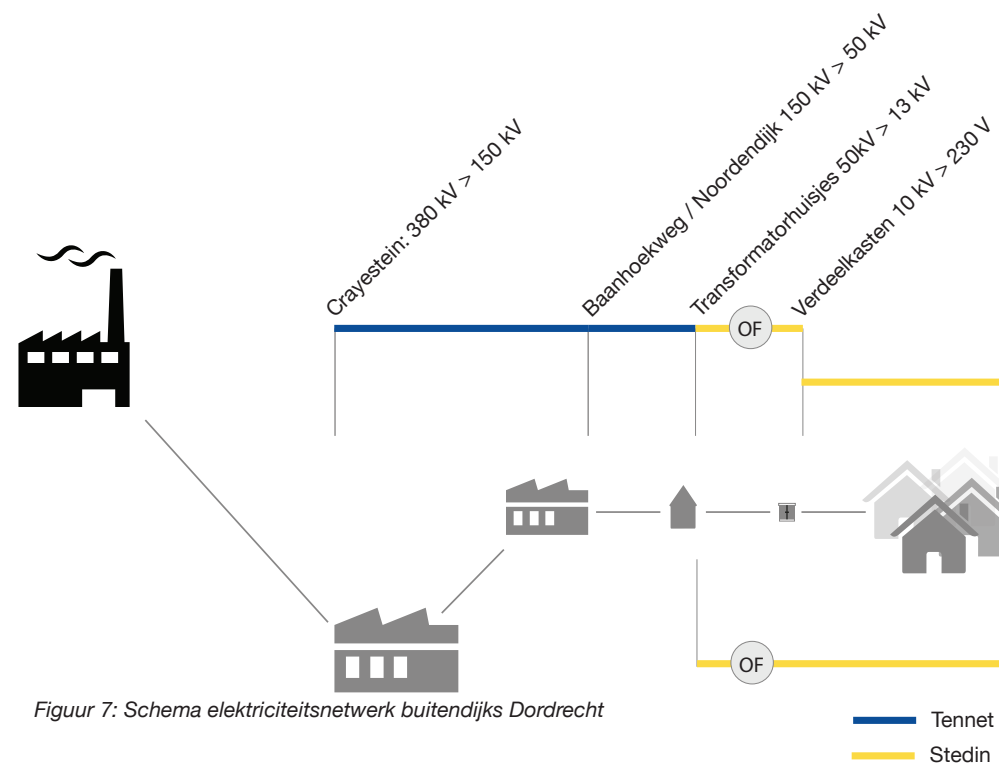 Crayestein: 380 kV > 150 kV
Baanhoekweg / Noordendijk 150 kV > 50 kV
Transformatorhuisjes 50kV > 13 kV
Verdeelkasten 10 kV > 230 V
OF
OF
Figuur 7: Schema elektriciteitsnetwerk buitendijks Dordrecht
Tennet
Stedin